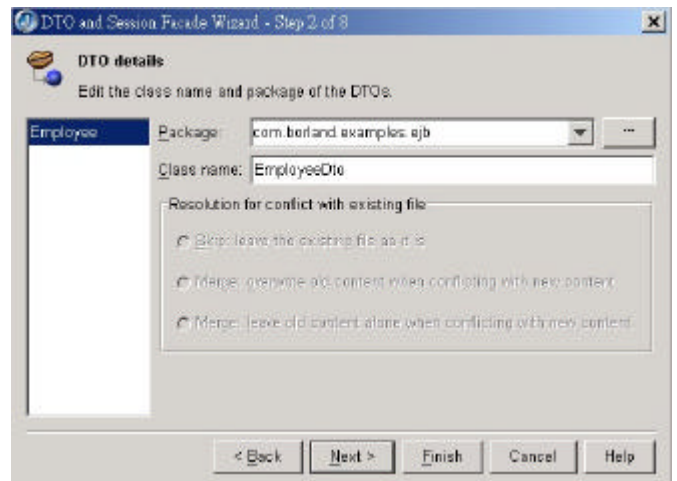 DTO and Session Facade Wizard - Step 2 of 8
DTO details
Edit the class name and package of the DTOs.
Employee
Package: com.borland.examples.ejb ...
Class name: EmployeeDto
Resolution for conflict with existing file
Skip: leave the existing file as it is
Merge: overwrite old content when conflicting with new content
Merge: leave old content alone when conflicting with new content
< Back Next > Finish Cancel Help